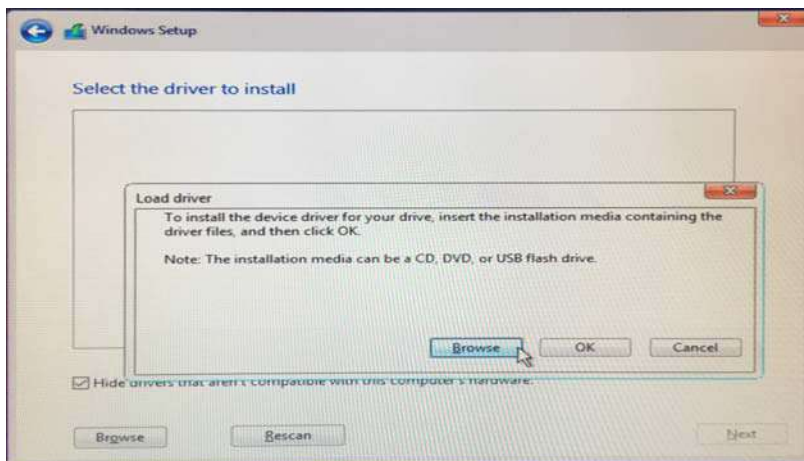 Windows Setup
Select the driver to install
Load driver
To install the device driver for your drive, insert the installation media containing the
driver files, and then click OK.
Note: The installation media can be a CD, DVD, or USB flash drive.
Browse
OK
Cancel
Hide drivers that aren't compatible with this computer's hardware.
Browse
Rescan
Next